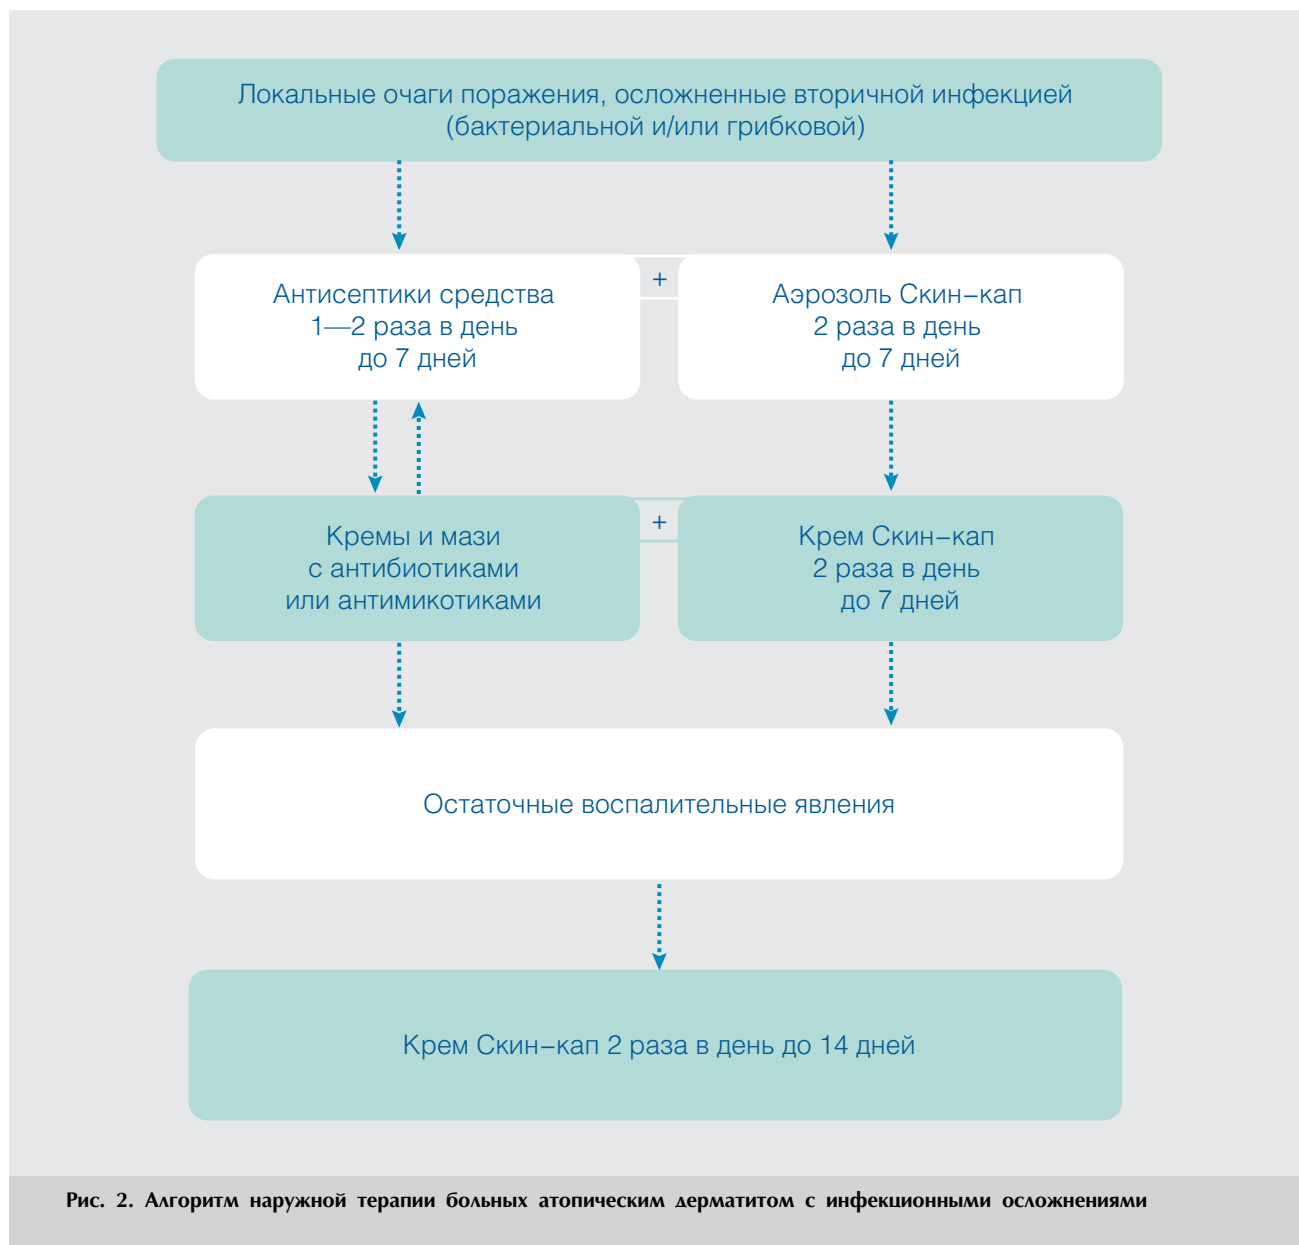 Локальные очаги поражения, осложненные вторичной инфекцией
(бактериальной и/или грибковой)
Антисептики средства
1—2 раза в день
до 7 дней
+
Аэрозоль Скин–кап
2 раза в день
до 7 дней
Кремы и мази
с антибиотиками
или антимикотиками
+
Крем Скин–кап
2 раза в день
до 7 дней
Остаточные воспалительные явления
Крем Скин–кап 2 раза в день до 14 дней
Рис. 2. Алгоритм наружной терапии больных атопическим дерматитом с инфекционными осложнениями